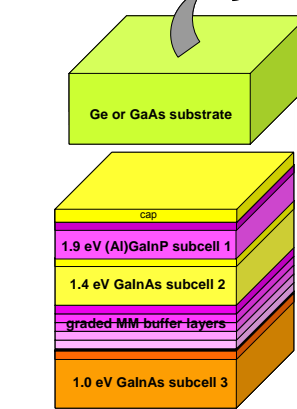 Ge or GaAs substrate
cap
1.9 eV (Al)GaInP subcell 1
1.4 eV GaInAs subcell 2
graded MM buffer layers
1.0 eV GaInAs subcell 3